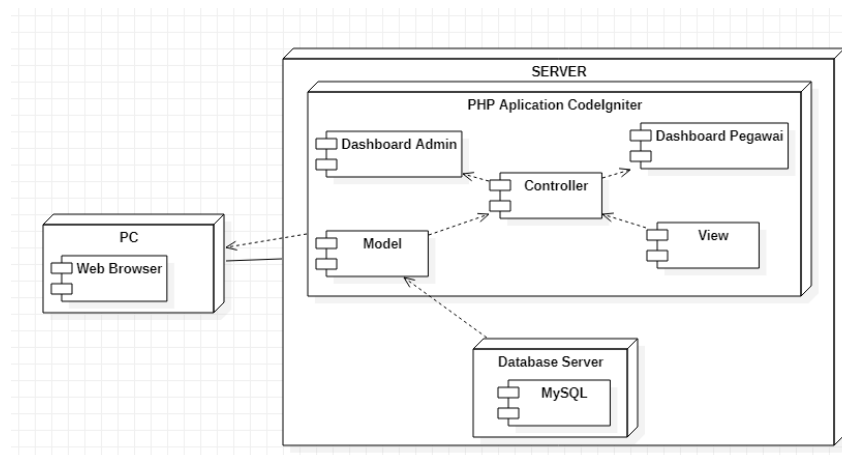 SERVER
PHP Aplication CodeIgniter
Dashboard Admin
Dashboard Pegawai
Controller
PC
Web Browser
Model
View
Database Server
MySQL